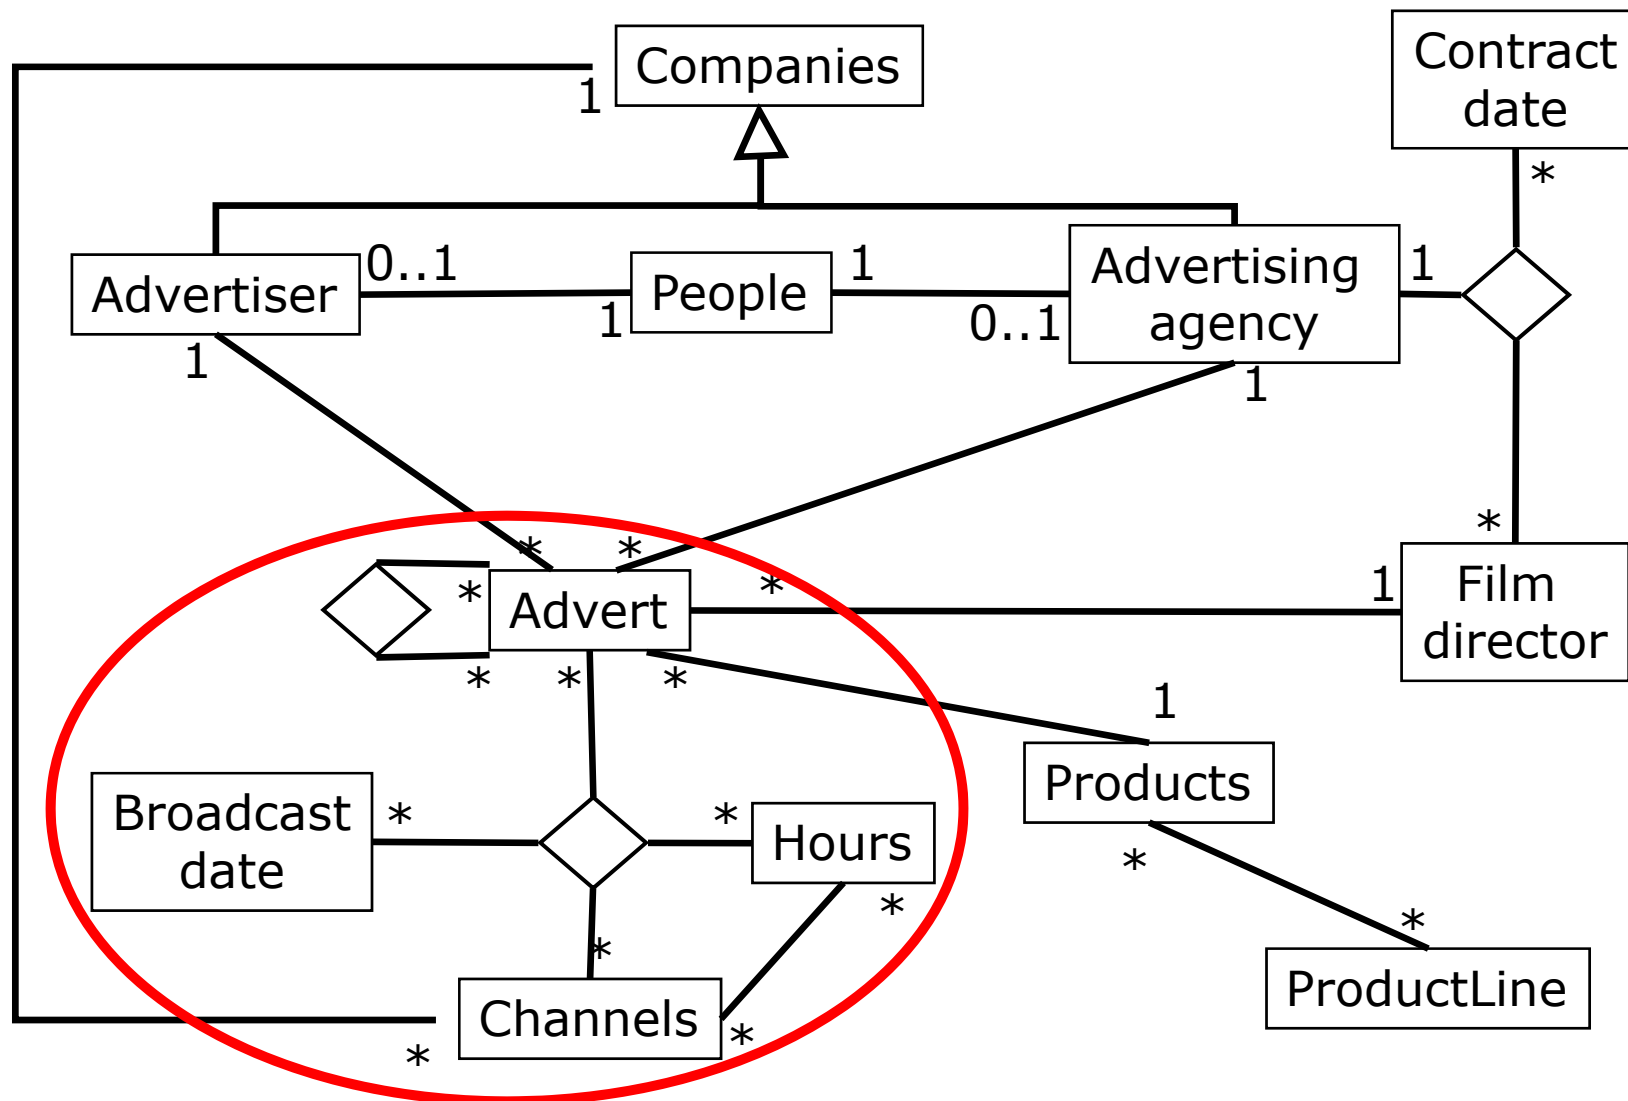 Companies
Contract
date
1
*
Advertiser
0..1
1
People
1
0..1
Advertising
agency
1
1
1
*
*
*
*
1
*
Advert
Film
director
*
*
*
1
Products
Broadcast
date
*
*
Hours
*
*
*
*
ProductLine
Channels
*
*